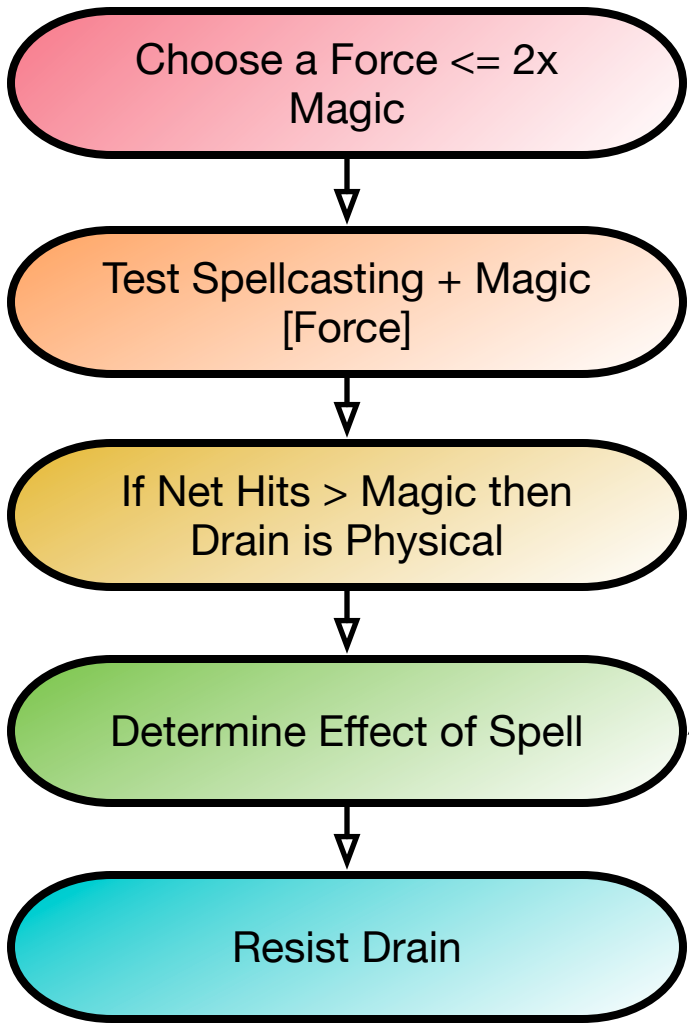 Choose a Force <= 2x
Magic
Test Spellcasting + Magic
[Force]
If Net Hits > Magic then
Drain is Physical
Determine Effect of Spell
Resist Drain